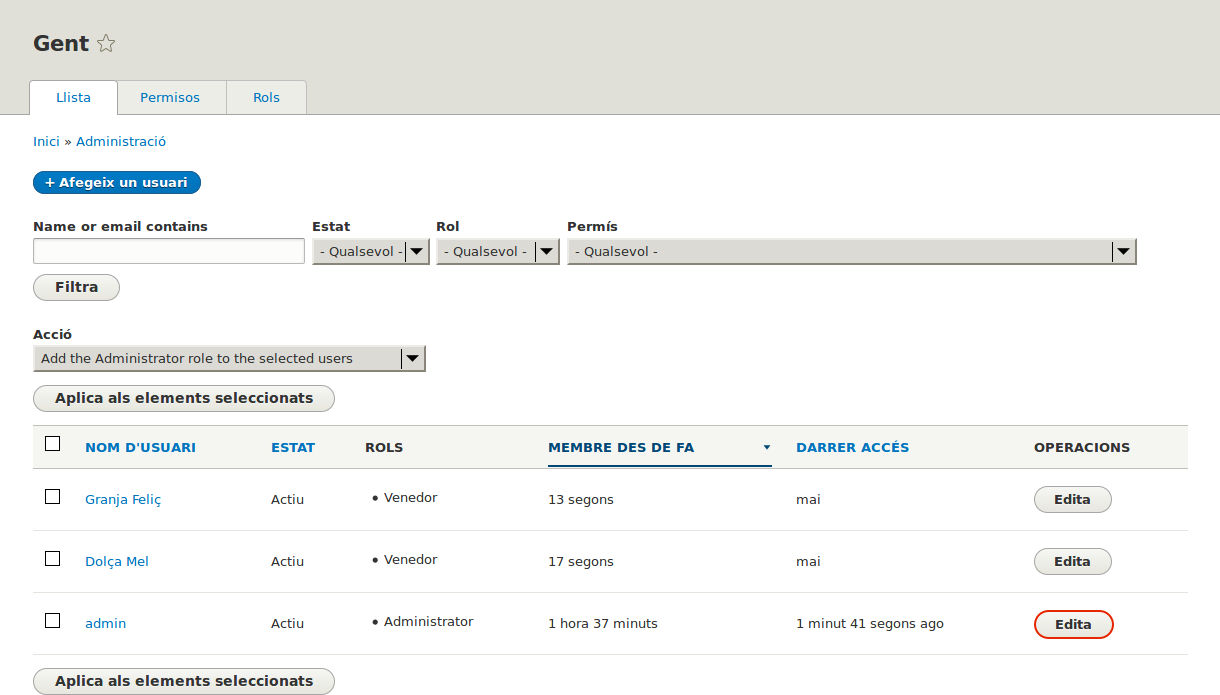 Gent
Llista Permisos Rols
Inici » Administració
+ Afegeix un usuari
Name or email contains Estat Rol Permís
- Qualsevol - - Qualsevol - - Qualsevol -
Filtra
Acció
Add the Administrator role to the selected users
Aplica als elements seleccionats
NOM D'USUARI ESTAT ROLS MEMBRE DES DE FA DARRER ACCÉS OPERACIONS
Granja Feliç Actiu • Venedor 13 segons mai Edita
Dolça Mel Actiu • Venedor 17 segons mai Edita
admin Actiu • Administrator 1 hora 37 minuts 1 minut 41 segons ago Edita
Aplica als elements seleccionats